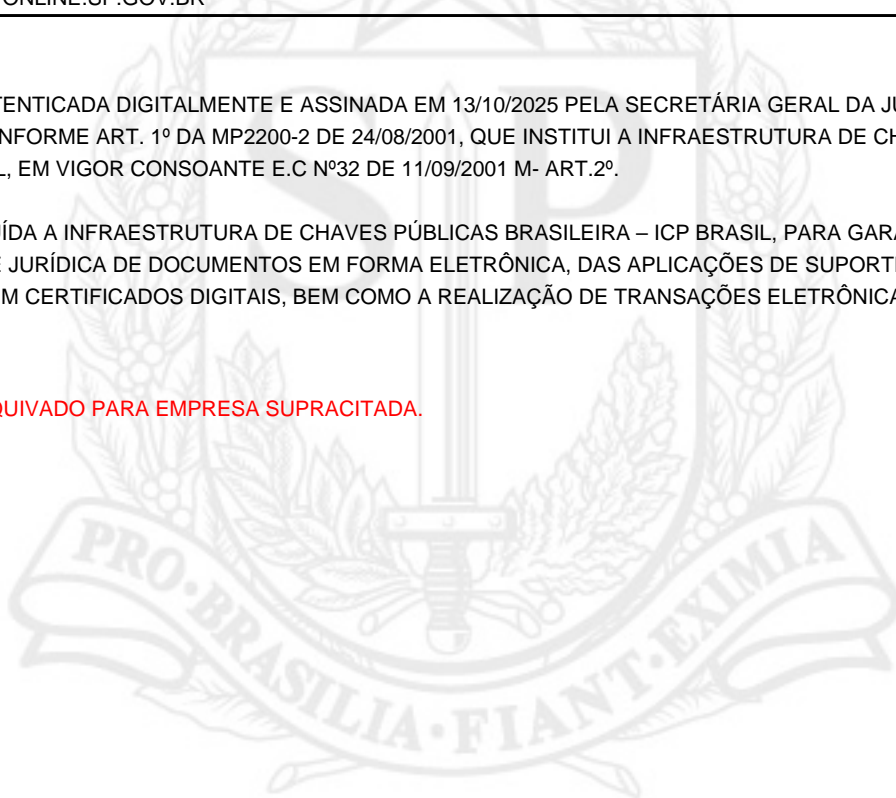 ONLINE.SP.GOV.BR
TENTICADA DIGITALMENTE E ASSINADA EM 13/10/2025 PELA SECRETÁRIA GERAL DA JU
NFORME ART. 1º DA MP2200-2 DE 24/08/2001, QUE INSTITUI A INFRAESTRUTURA DE CH
L, EM VIGOR CONSOANTE E.C Nº32 DE 11/09/2001 M- ART.2º.
ÍDA A INFRAESTRUTURA DE CHAVES PÚBLICAS BRASILEIRA – ICP BRASIL, PARA GARA
E JURÍDICA DE DOCUMENTOS EM FORMA ELETRÔNICA, DAS APLICAÇÕES DE SUPORTE
M CERTIFICADOS DIGITAIS, BEM COMO A REALIZAÇÃO DE TRANSAÇÕES ELETRÔNICA
QUIVADO PARA EMPRESA SUPRACITADA.
SP
PRO·BRASILIA·FIANT·EXIMIA